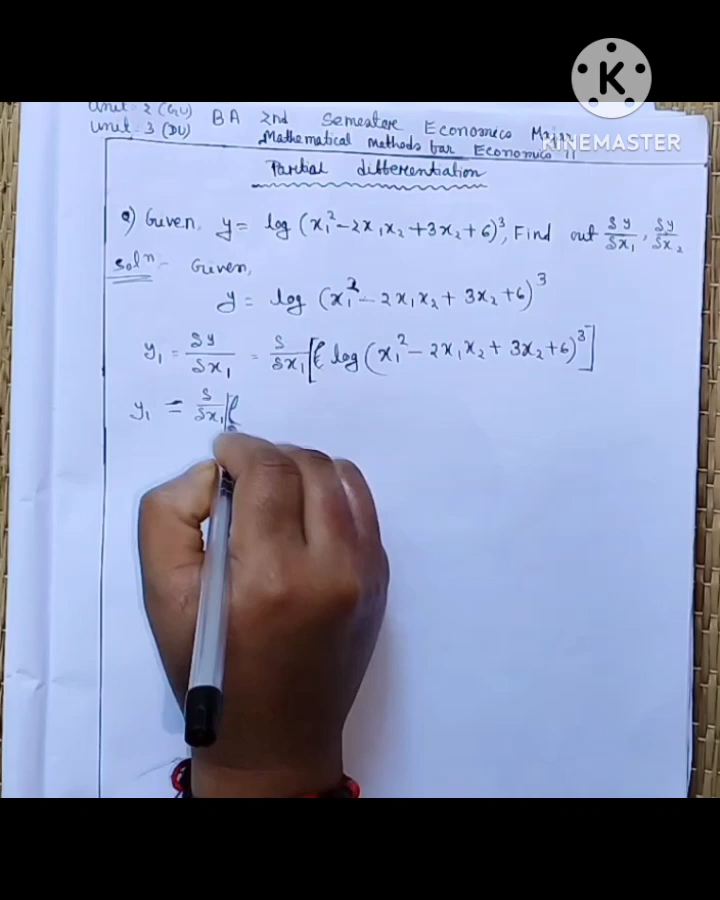 K
KINEMASTER
Unit-2 (GU) BA 2nd Semester Economics Major
Unit-3 (DU) Mathematical methods for Economics II
Partial differentiation
Q) Given, y = log (x₁² - 2x₁x₂ + 3x₂ + 6)³, Find out δy/δx₁, δy/δx₂
Solⁿ- Given,
y = log (x₁² - 2x₁x₂ + 3x₂ + 6)³
y₁ = δy/δx₁ = δ/δx₁ [{ log (x₁² - 2x₁x₂ + 3x₂ + 6)³ ]
y₁ = δ/δx₁ [{